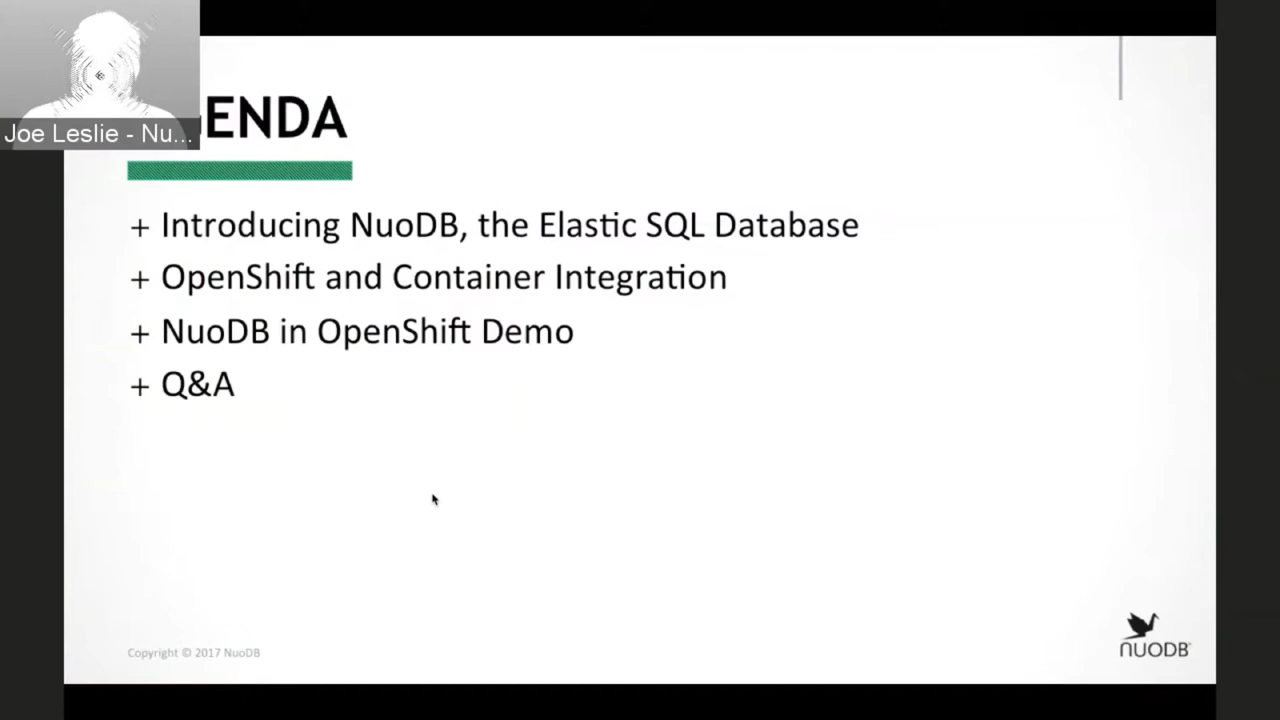 Joe Leslie - Nu...
GENDA
+ Introducing NuoDB, the Elastic SQL Database
+ OpenShift and Container Integration
+ NuoDB in OpenShift Demo
+ Q&A
Copyright © 2017 NuoDB
NUODB